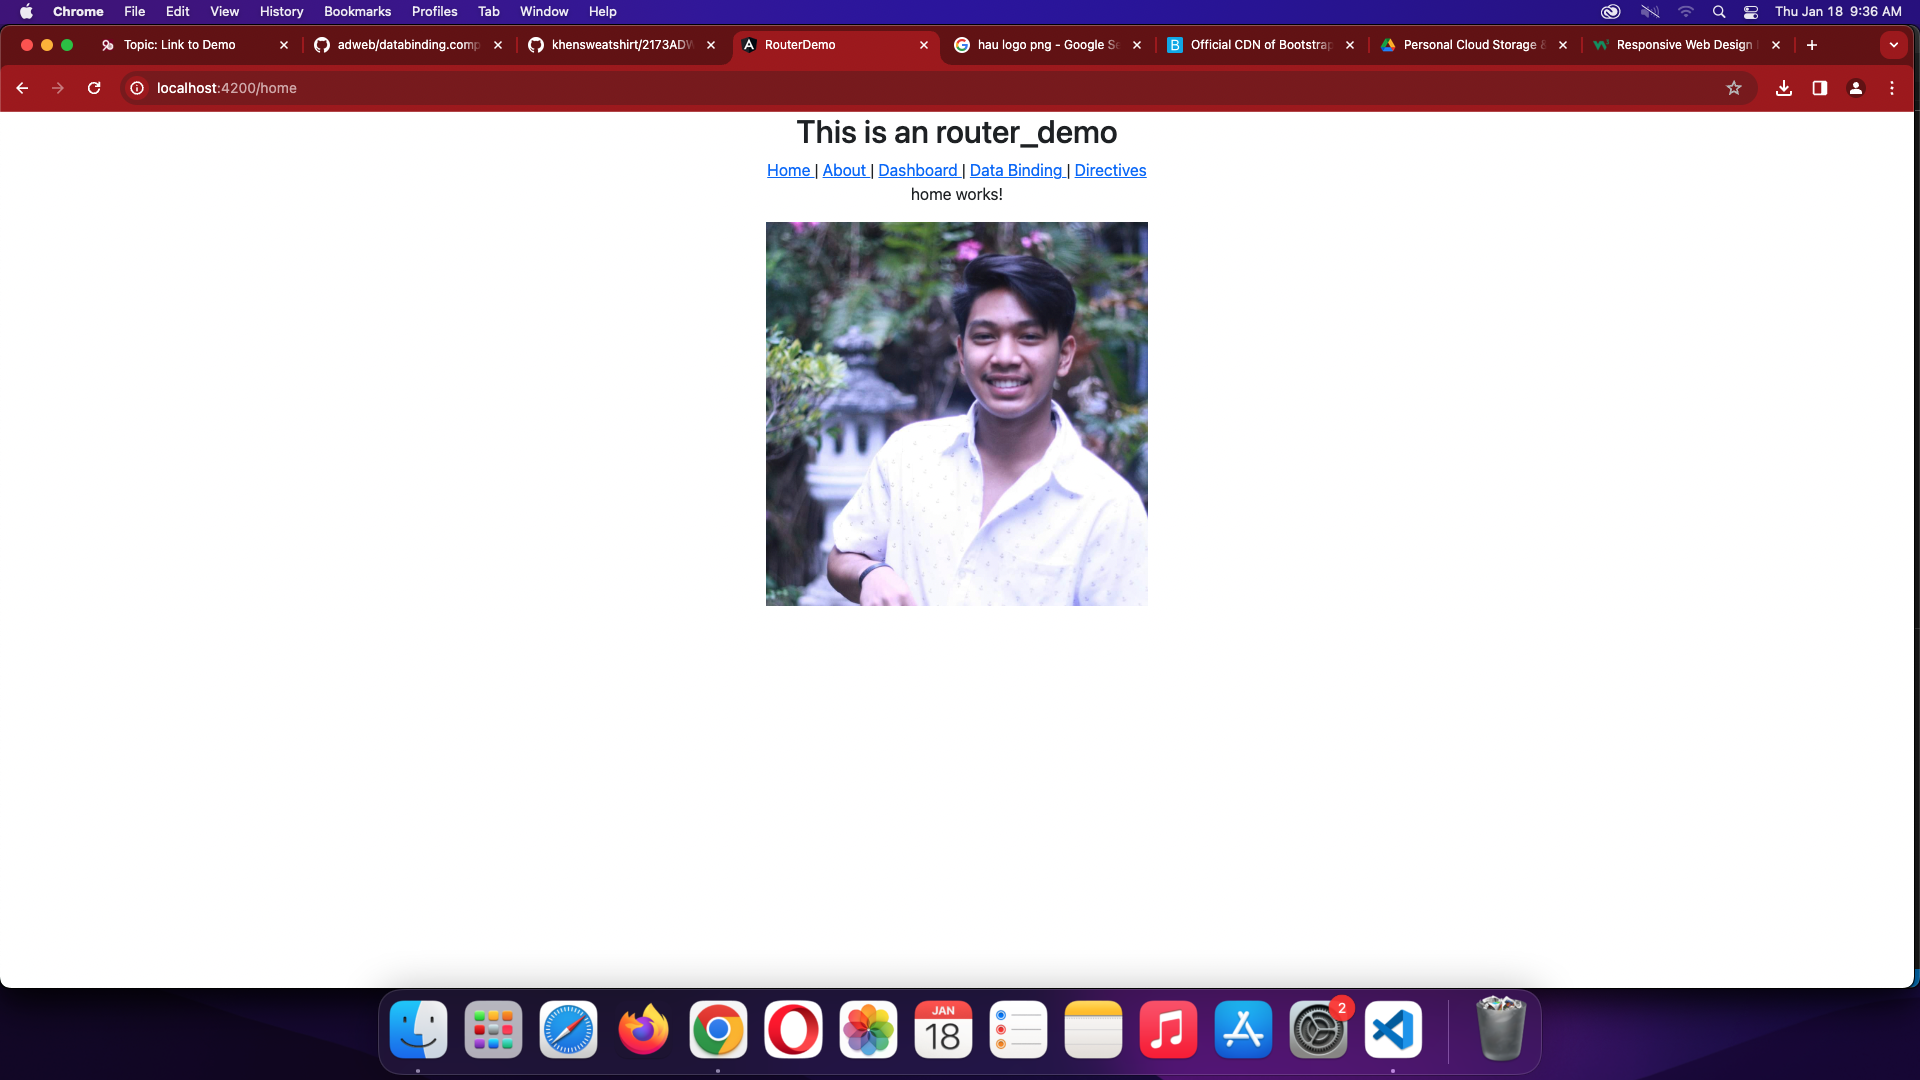 Chrome File Edit View History Bookmarks Profiles Tab Window Help Thu Jan 18 9:36 AM
Topic: Link to Demo adweb/databinding.comp khensweatshirt/2173ADW RouterDemo hau logo png - Google Se Official CDN of Bootstrap Personal Cloud Storage & Responsive Web Design
localhost:4200/home
This is an router_demo
Home | About | Dashboard | Data Binding | Directives
home works!
JAN
18
2